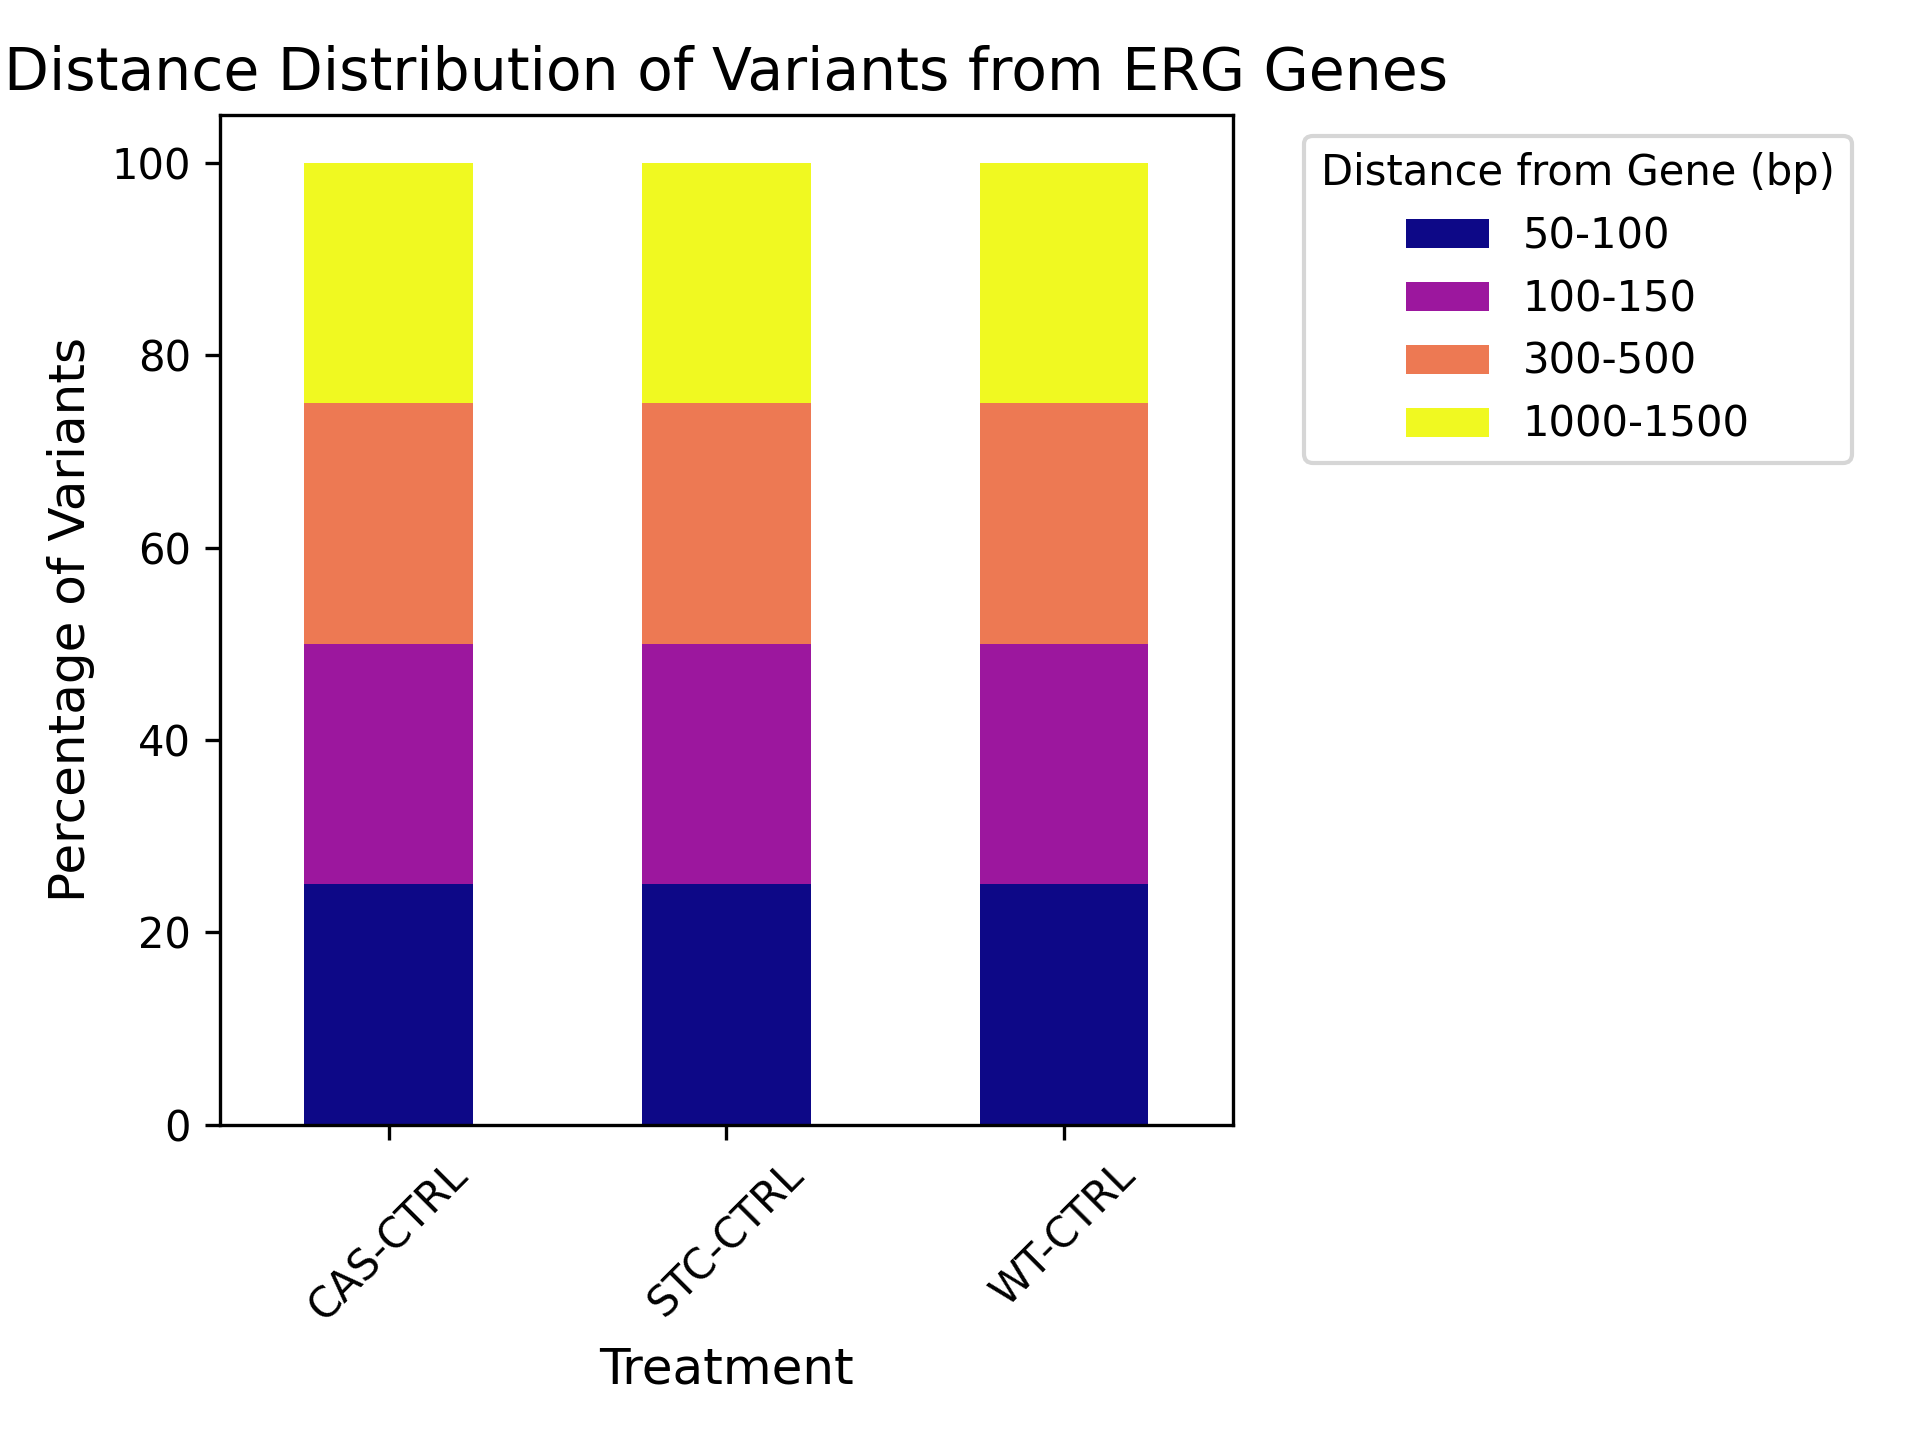 Distance Distribution of Variants from ERG Genes
Percentage of Variants
100
80
60
40
20
0
CAS-CTRL
STC-CTRL
WT-CTRL
Treatment
Distance from Gene (bp)
50-100
100-150
300-500
1000-1500